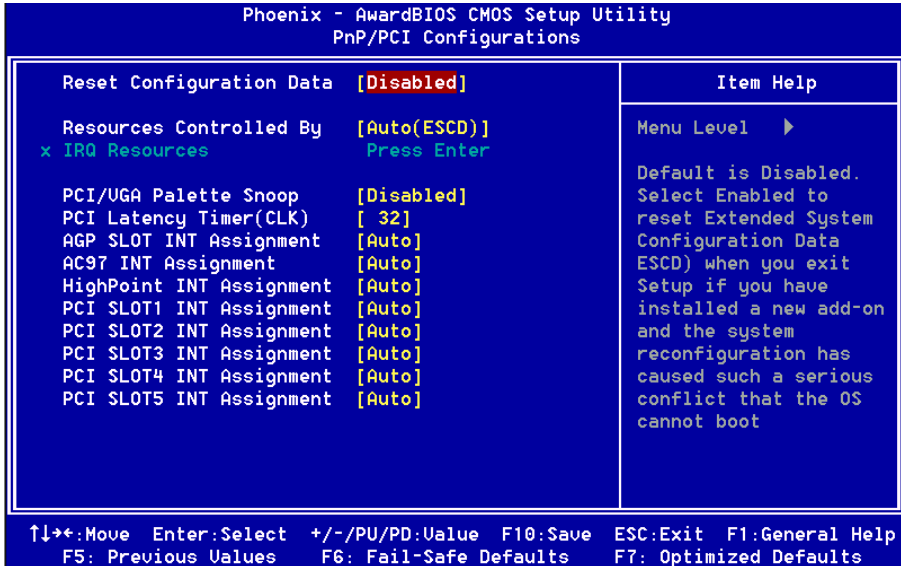 Phoenix - AwardBIOS CMOS Setup Utility
PnP/PCI Configurations
Reset Configuration Data [Disabled]
Resources Controlled By [Auto(ESCD)]
x IRQ Resources Press Enter
PCI/VGA Palette Snoop [Disabled]
PCI Latency Timer(CLK) [ 32]
AGP SLOT INT Assignment [Auto]
AC97 INT Assignment [Auto]
HighPoint INT Assignment [Auto]
PCI SLOT1 INT Assignment [Auto]
PCI SLOT2 INT Assignment [Auto]
PCI SLOT3 INT Assignment [Auto]
PCI SLOT4 INT Assignment [Auto]
PCI SLOT5 INT Assignment [Auto]
Item Help
Menu Level ▶
Default is Disabled.
Select Enabled to
reset Extended System
Configuration Data
ESCD) when you exit
Setup if you have
installed a new add-on
and the system
reconfiguration has
caused such a serious
conflict that the OS
cannot boot
↑↓→←:Move Enter:Select +/-/PU/PD:Value F10:Save ESC:Exit F1:General Help
F5: Previous Values F6: Fail-Safe Defaults F7: Optimized Defaults